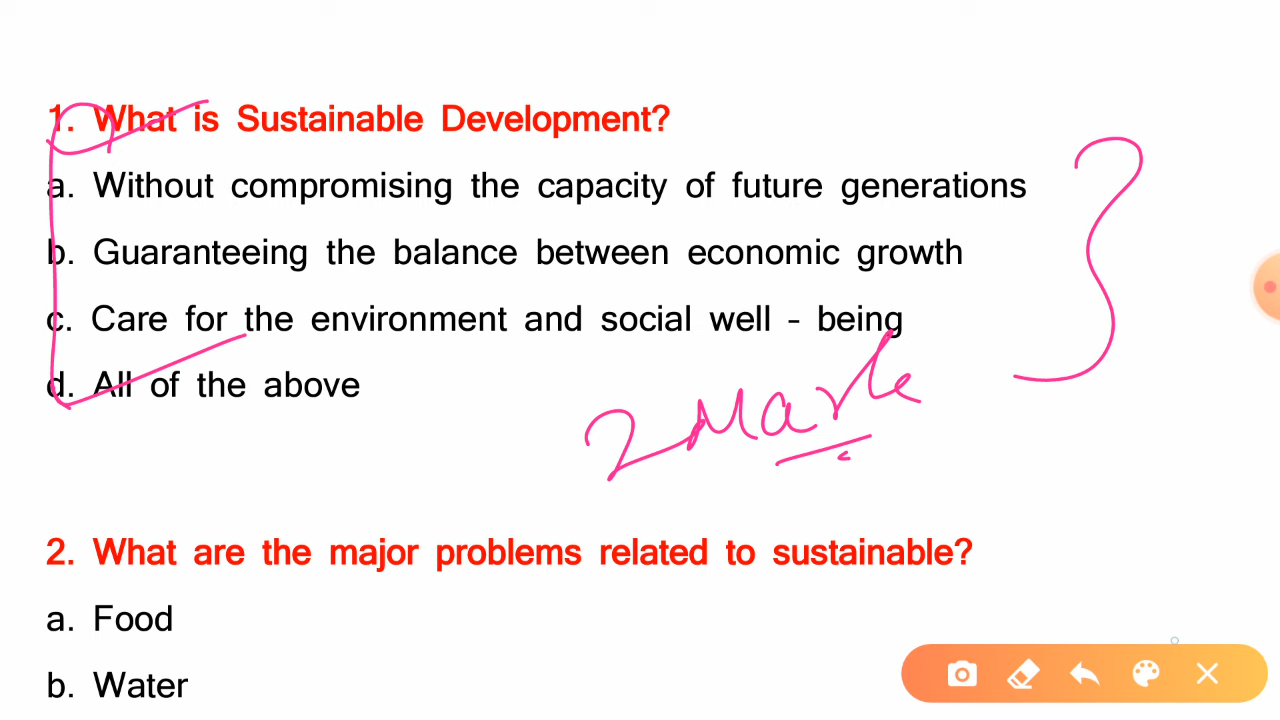 1. What is Sustainable Development?
a. Without compromising the capacity of future generations
b. Guaranteeing the balance between economic growth
c. Care for the environment and social well - being
d. All of the above
2 Mark
2. What are the major problems related to sustainable?
a. Food
b. Water